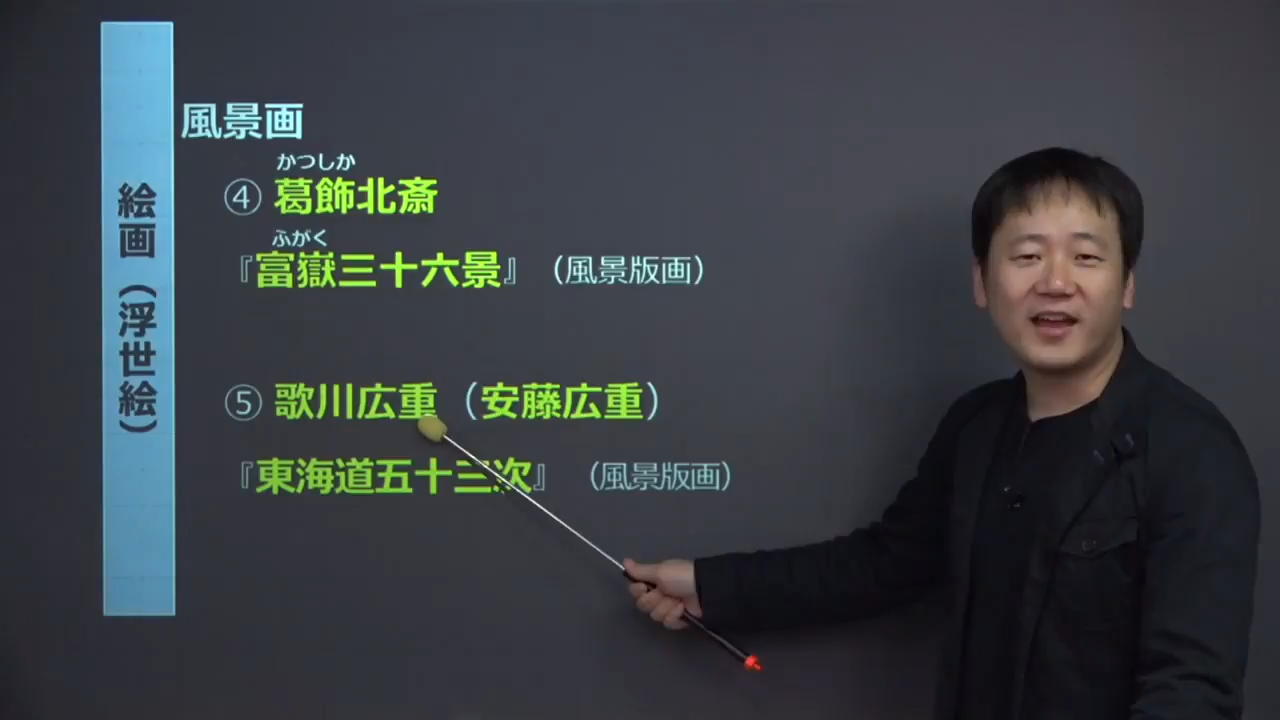 絵画（浮世絵）
風景画
かつしか
④ 葛飾北斎
ふがく
『富嶽三十六景』（風景版画）
⑤ 歌川広重（安藤広重）
『東海道五十三次』（風景版画）